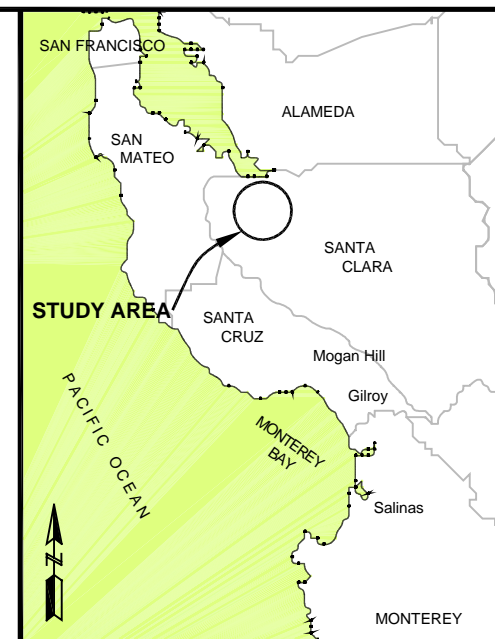 SAN FRANCISCO
ALAMEDA
SAN
MATEO
SANTA
CLARA
STUDY AREA
SANTA
CRUZ
Mogan Hill
Gilroy
PACIFIC OCEAN
MONTEREY
BAY
Salinas
N
MONTEREY